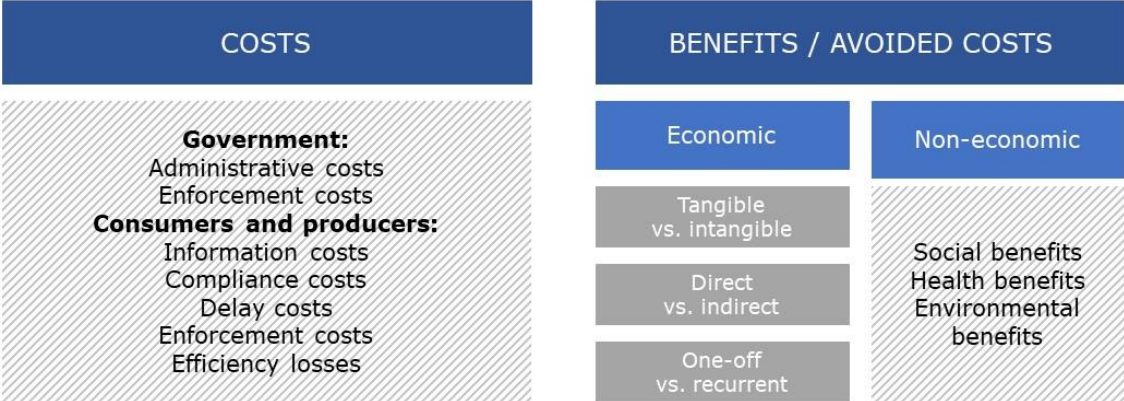 COSTS
Government:
Administrative costs
Enforcement costs
Consumers and producers:
Information costs
Compliance costs
Delay costs
Enforcement costs
Efficiency losses
BENEFITS / AVOIDED COSTS
Economic
Tangible
vs. intangible
Direct
vs. indirect
One-off
vs. recurrent
Non-economic
Social benefits
Health benefits
Environmental
benefits